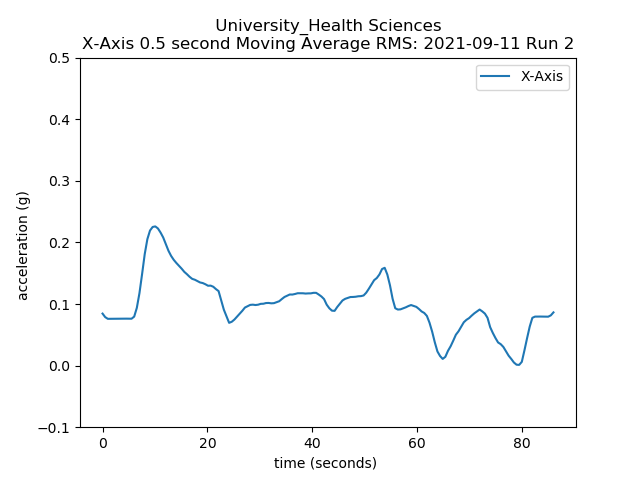 University_Health Sciences
X-Axis 0.5 second Moving Average RMS: 2021-09-11 Run 2
X-Axis
acceleration (g)
0.5
0.4
0.3
0.2
0.1
0.0
−0.1
0 20 40 60 80
time (seconds)